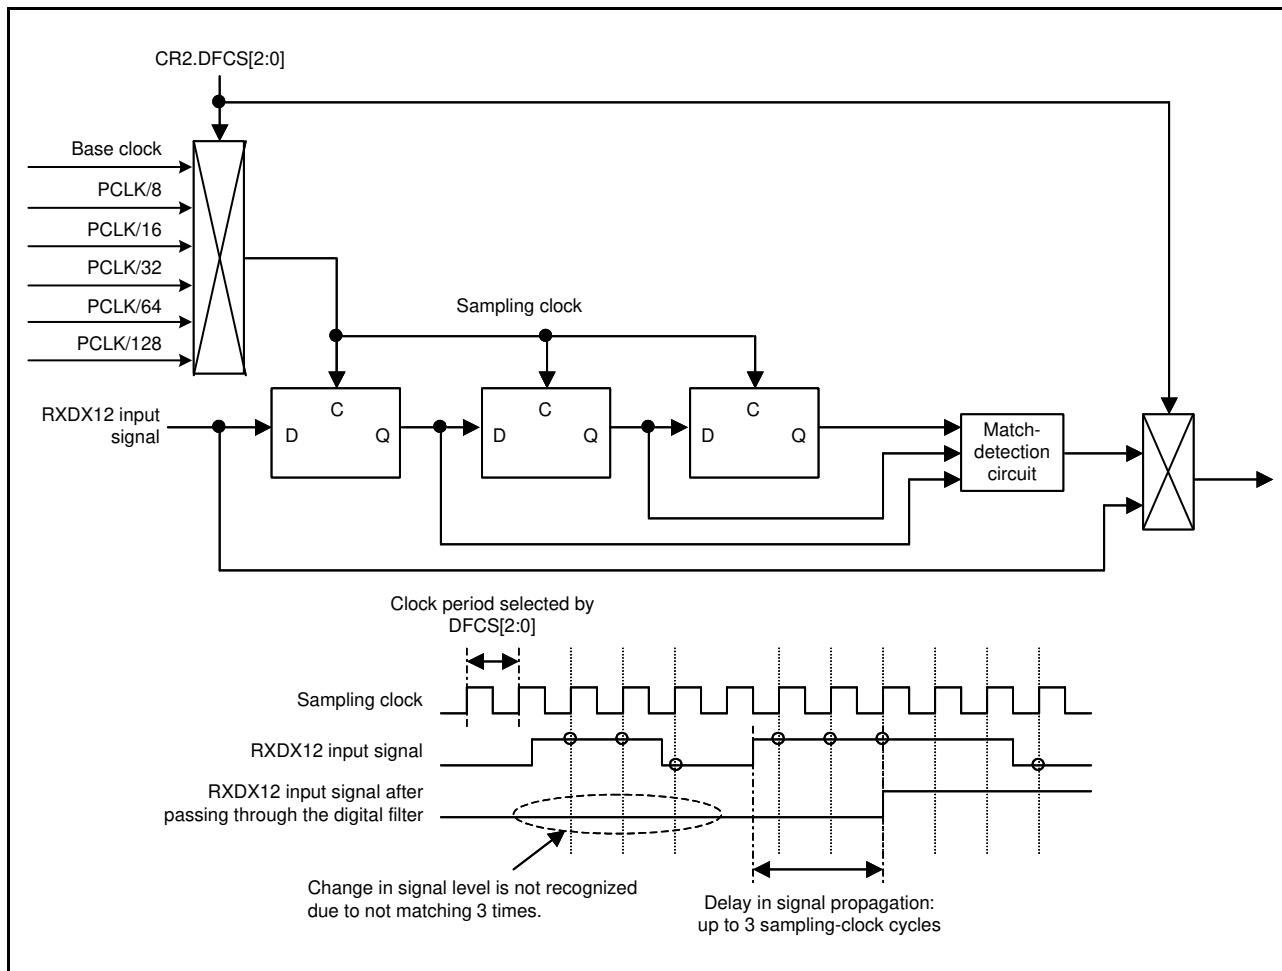 CR2.DFCS[2:0]
Base clock
PCLK/8
PCLK/16
PCLK/32
PCLK/64
PCLK/128
Sampling clock
RXDX12 input
signal
C
D
Q
C
D
Q
C
D
Q
Match-
detection
circuit
Clock period selected by
DFCS[2:0]
Sampling clock
RXDX12 input signal
RXDX12 input signal after
passing through the digital filter
Change in signal level is not recognized
due to not matching 3 times.
Delay in signal propagation:
up to 3 sampling-clock cycles